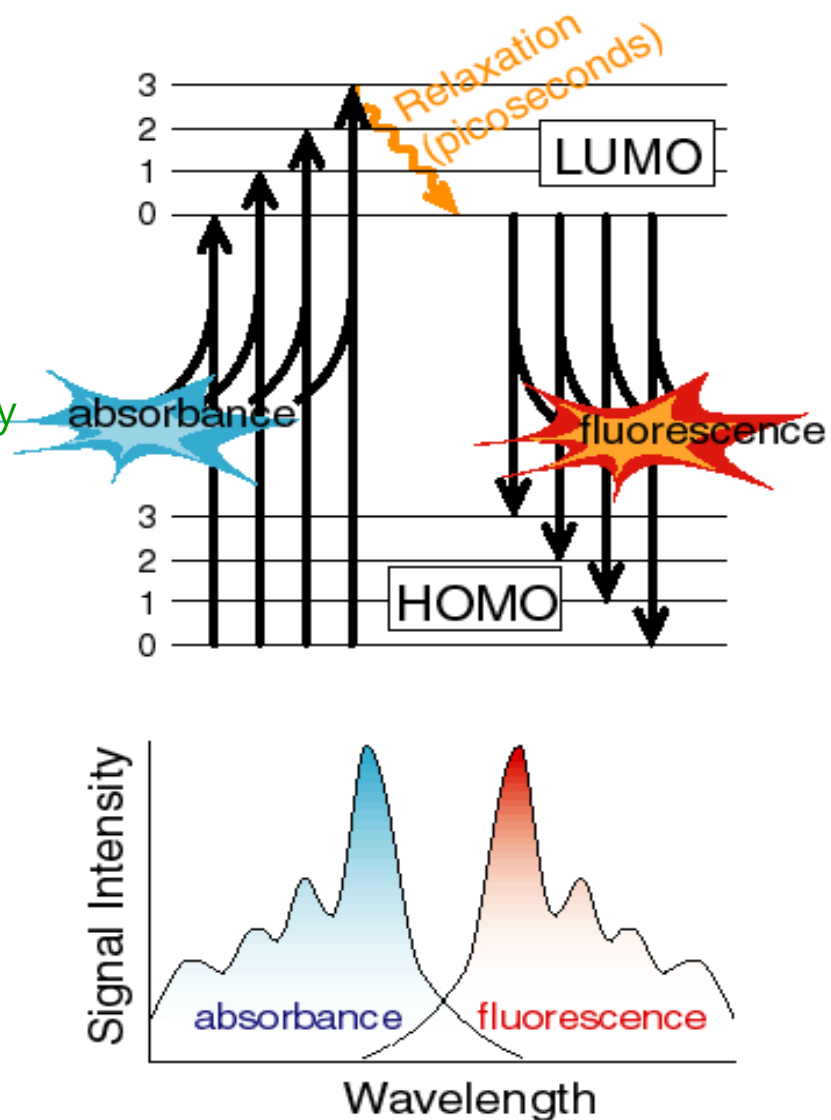 Relaxation
(picoseconds)
3
2
1
0
LUMO
y
absorbance
fluorescence
3
2
1
0
HOMO
Signal Intensity
absorbance
fluorescence
Wavelength